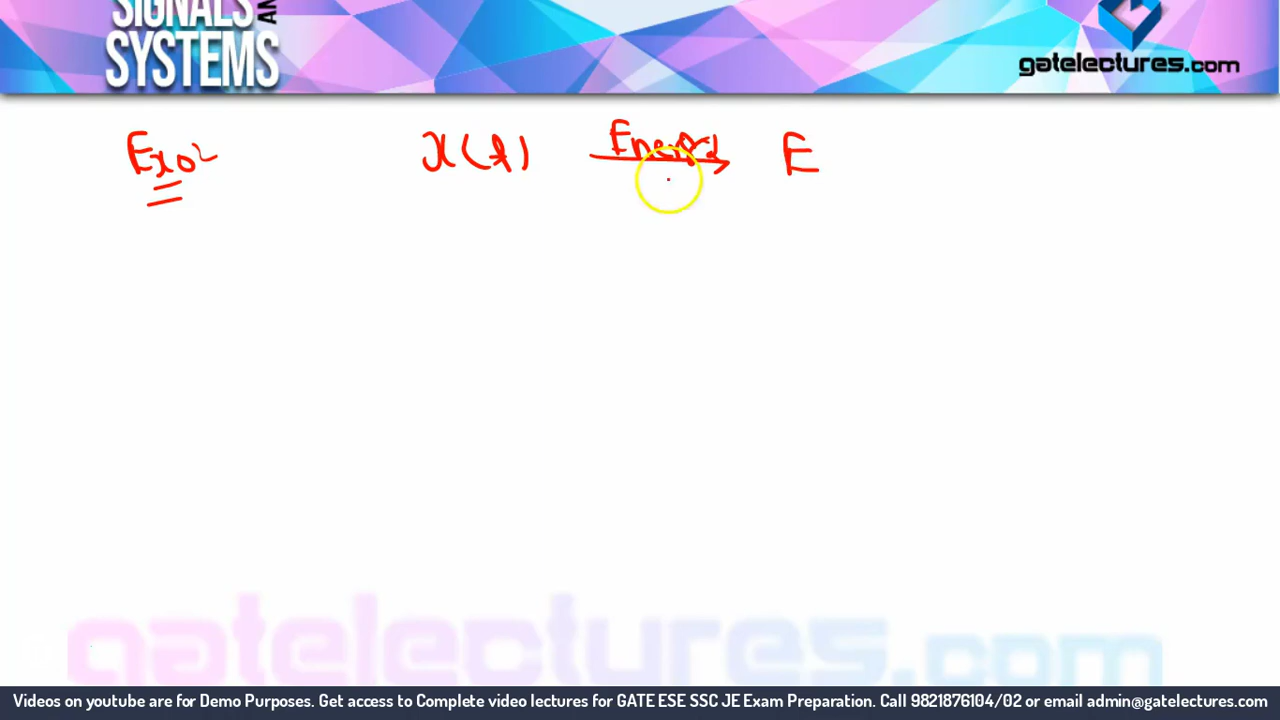 SIGNALS AND
SYSTEMS
gatelectures.com
x(t) Energy E
gatelectures.com
Videos on youtube are for Demo Purposes. Get access to Complete video lectures for GATE ESE SSC JE Exam Preparation. Call 9821876104/02 or email admin@gatelectures.com